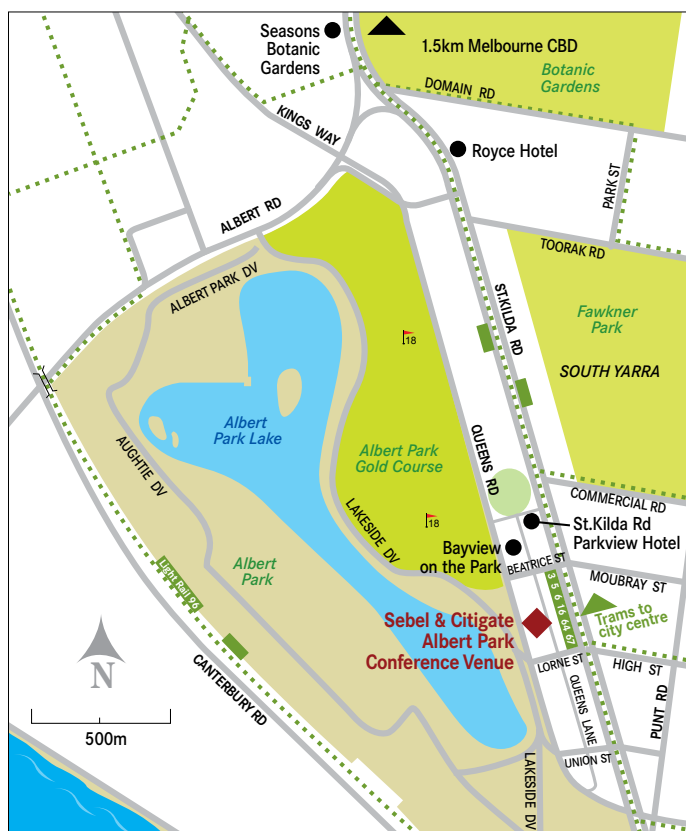 Seasons
Botanic
Gardens
1.5km Melbourne CBD
Botanic
Gardens
DOMAIN RD
KINGS WAY
Royce Hotel
PARK ST
ALBERT RD
TOORAK RD
ALBERT PARK DV
ST.KILDA RD
Fawkner
Park
18
SOUTH YARRA
Albert
Park Lake
AUGHTIE DV
Albert Park
Gold Course
QUEENS RD
COMMERCIAL RD
18
LAKESIDE DV
St.Kilda Rd
Parkview Hotel
Bayview
on the Park
BEATRICE ST
MOUBRAY ST
Albert
Park
Light Rail 96
3 5 6 16 64 67
Trams to
city centre
Sebel & Citigate
Albert Park
Conference Venue
LORNE ST
HIGH ST
N
CANTERBURY RD
QUEENS LANE
PUNT RD
500m
UNION ST
LAKESIDE DV